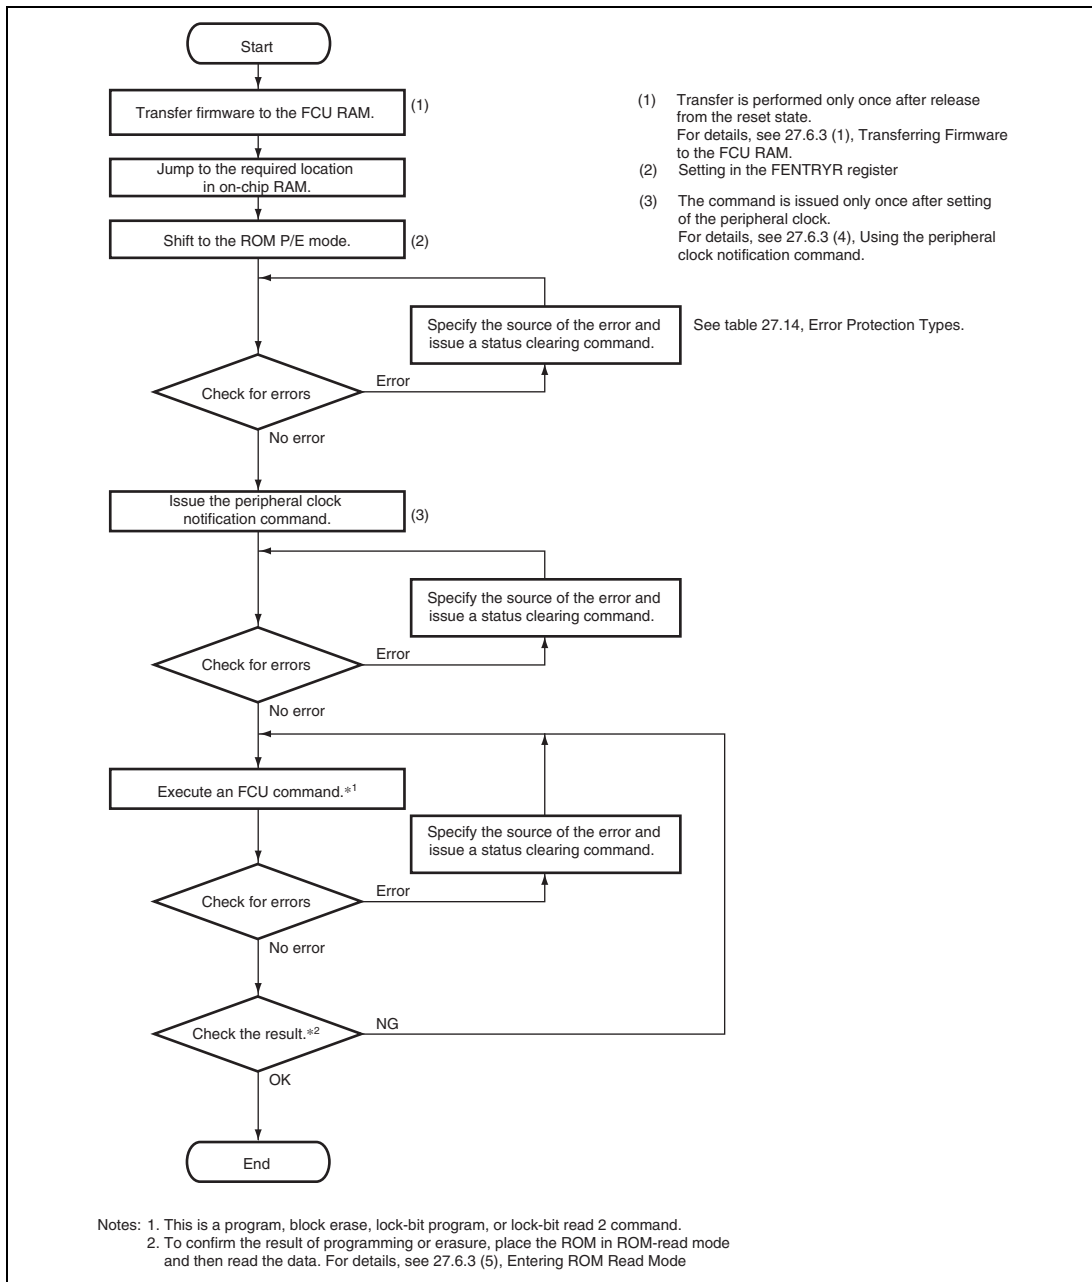 Start
Transfer firmware to the FCU RAM.
(1)
Jump to the required location
in on-chip RAM.
Shift to the ROM P/E mode.
(2)
(1) Transfer is performed only once after release
from the reset state.
For details, see 27.6.3 (1), Transferring Firmware
to the FCU RAM.
(2) Setting in the FENTRYR register
(3) The command is issued only once after setting
of the peripheral clock.
For details, see 27.6.3 (4), Using the peripheral
clock notification command.
Specify the source of the error and
issue a status clearing command.
See table 27.14, Error Protection Types.
Check for errors
Error
No error
Issue the peripheral clock
notification command.
(3)
Specify the source of the error and
issue a status clearing command.
Check for errors
Error
No error
Execute an FCU command.*1
Specify the source of the error and
issue a status clearing command.
Check for errors
Error
No error
Check the result.*2
NG
OK
End
Notes: 1. This is a program, block erase, lock-bit program, or lock-bit read 2 command.
2. To confirm the result of programming or erasure, place the ROM in ROM-read mode
and then read the data. For details, see 27.6.3 (5), Entering ROM Read Mode